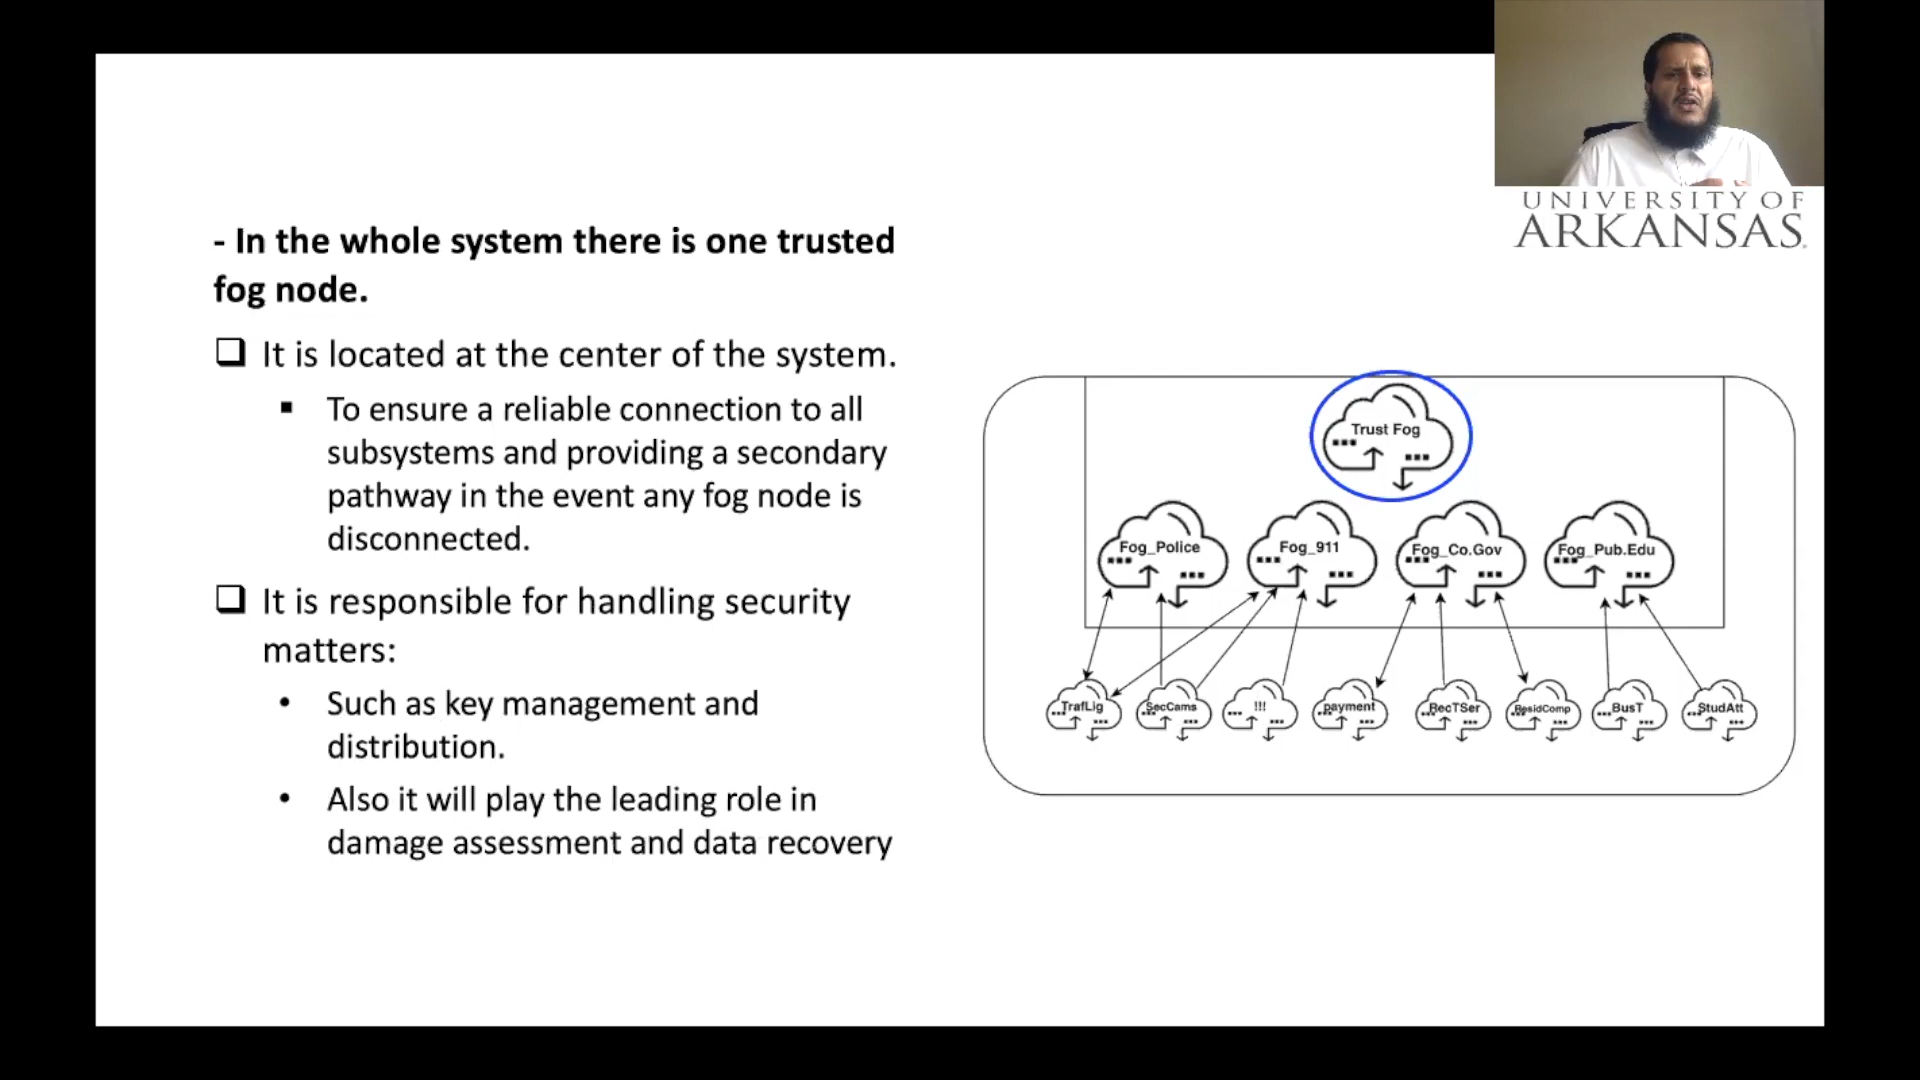 UNIVERSITY OF
ARKANSAS.
- In the whole system there is one trusted
fog node.
It is located at the center of the system.
To ensure a reliable connection to all
subsystems and providing a secondary
pathway in the event any fog node is
disconnected.
It is responsible for handling security
matters:
Such as key management and
distribution.
Also it will play the leading role in
damage assessment and data recovery
Trust Fog
Fog_Police
Fog_911
Fog_Co.Gov
Fog_Pub.Edu
TrafLig
SecCams
!!!
payment
RecTSer
ResidComp
BusT
StudAtt